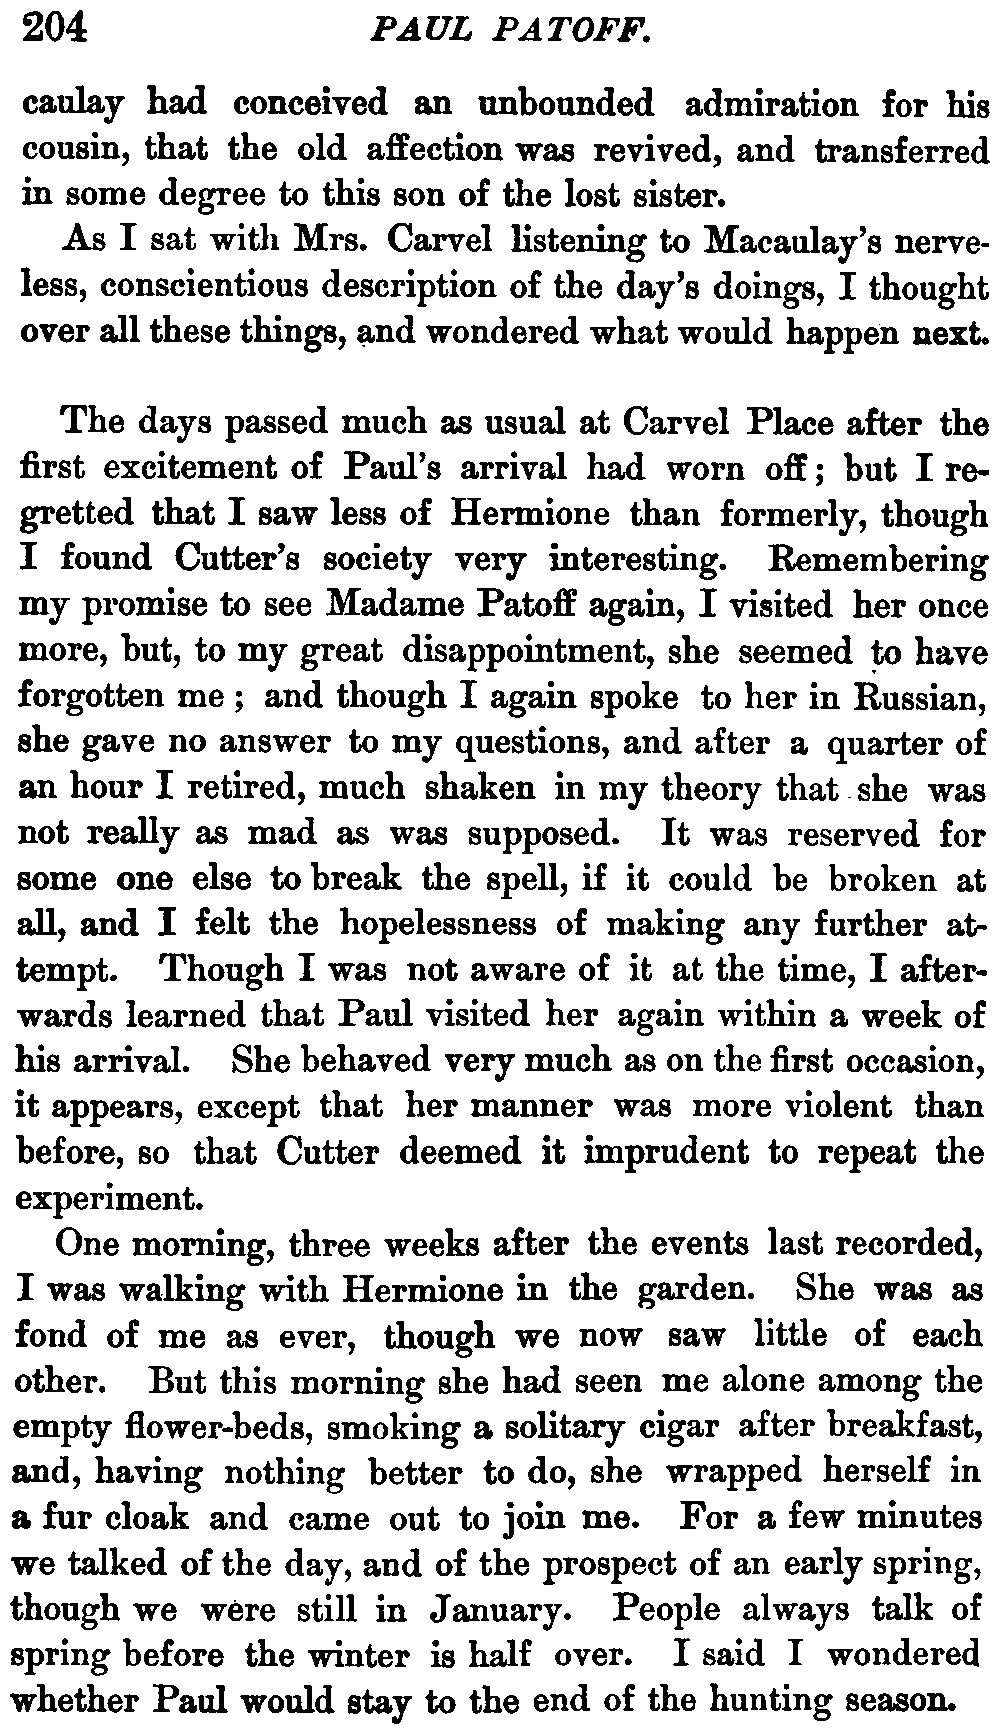 204 PAUL PATOFF.
caulay had conceived an unbounded admiration for his
cousin, that the old affection was revived, and transferred
in some degree to this son of the lost sister.
As I sat with Mrs. Carvel listening to Macaulay's nerve-
less, conscientious description of the day's doings, I thought
over all these things, and wondered what would happen next.
The days passed much as usual at Carvel Place after the
first excitement of Paul's arrival had worn off; but I re-
gretted that I saw less of Hermione than formerly, though
I found Cutter's society very interesting. Remembering
my promise to see Madame Patoff again, I visited her once
more, but, to my great disappointment, she seemed to have
forgotten me; and though I again spoke to her in Russian,
she gave no answer to my questions, and after a quarter of
an hour I retired, much shaken in my theory that she was
not really as mad as was supposed. It was reserved for
some one else to break the spell, if it could be broken at
all, and I felt the hopelessness of making any further at-
tempt. Though I was not aware of it at the time, I after-
wards learned that Paul visited her again within a week of
his arrival. She behaved very much as on the first occasion,
it appears, except that her manner was more violent than
before, so that Cutter deemed it imprudent to repeat the
experiment.
One morning, three weeks after the events last recorded,
I was walking with Hermione in the garden. She was as
fond of me as ever, though we now saw little of each
other. But this morning she had seen me alone among the
empty flower-beds, smoking a solitary cigar after breakfast,
and, having nothing better to do, she wrapped herself in
a fur cloak and came out to join me. For a few minutes
we talked of the day, and of the prospect of an early spring,
though we were still in January. People always talk of
spring before the winter is half over. I said I wondered
whether Paul would stay to the end of the hunting season.